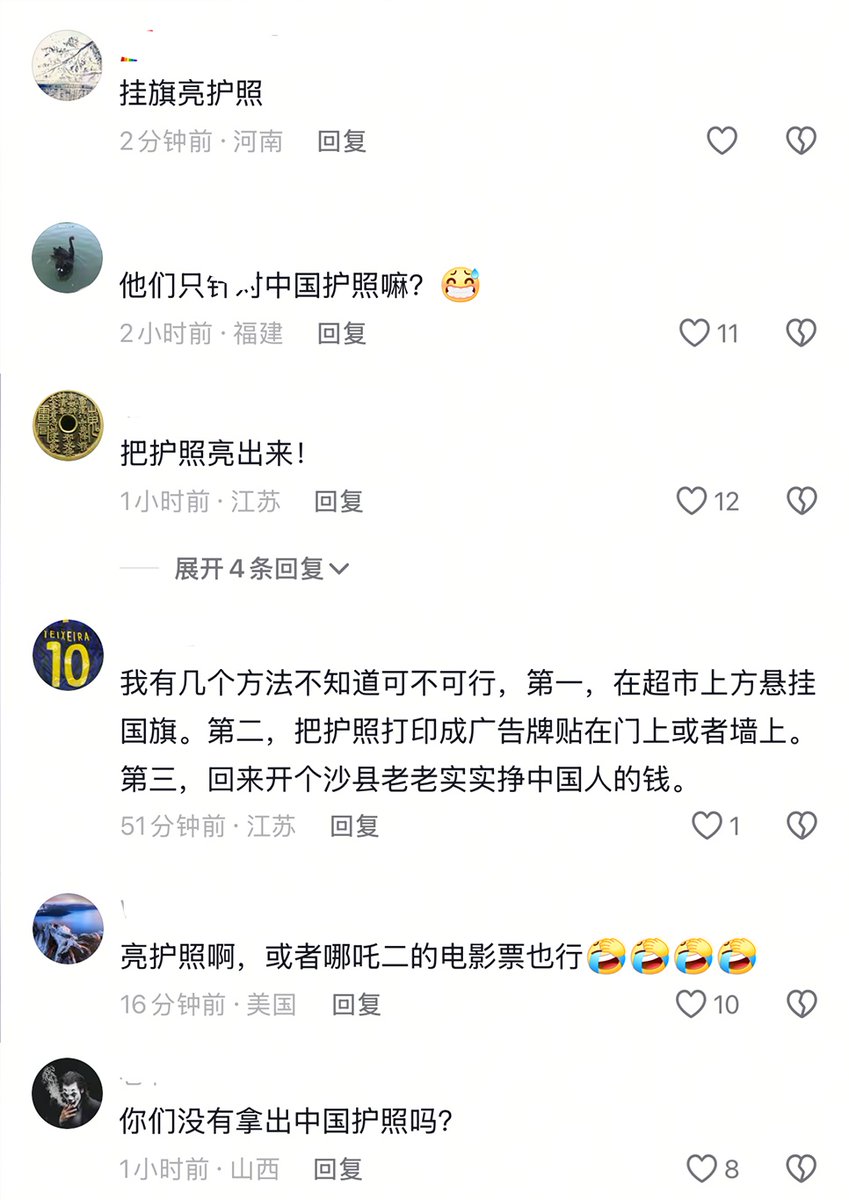 挂旗亮护照
2分钟前·河南 回复
他们只 对中国护照嘛？
2小时前·福建 回复
11
把护照亮出来！
1小时前·江苏 回复
12
展开4条回复
TEIXEIRA
10
我有几个方法不知道可不可行，第一，在超市上方悬挂
国旗。第二，把护照打印成广告牌贴在门上或者墙上。
第三，回来开个沙县老老实实挣中国人的钱。
51分钟前·江苏 回复
1
亮护照啊，或者哪吒二的电影票也行
16分钟前·美国 回复
10
你们没有拿出中国护照吗？
1小时前·山西 回复
8